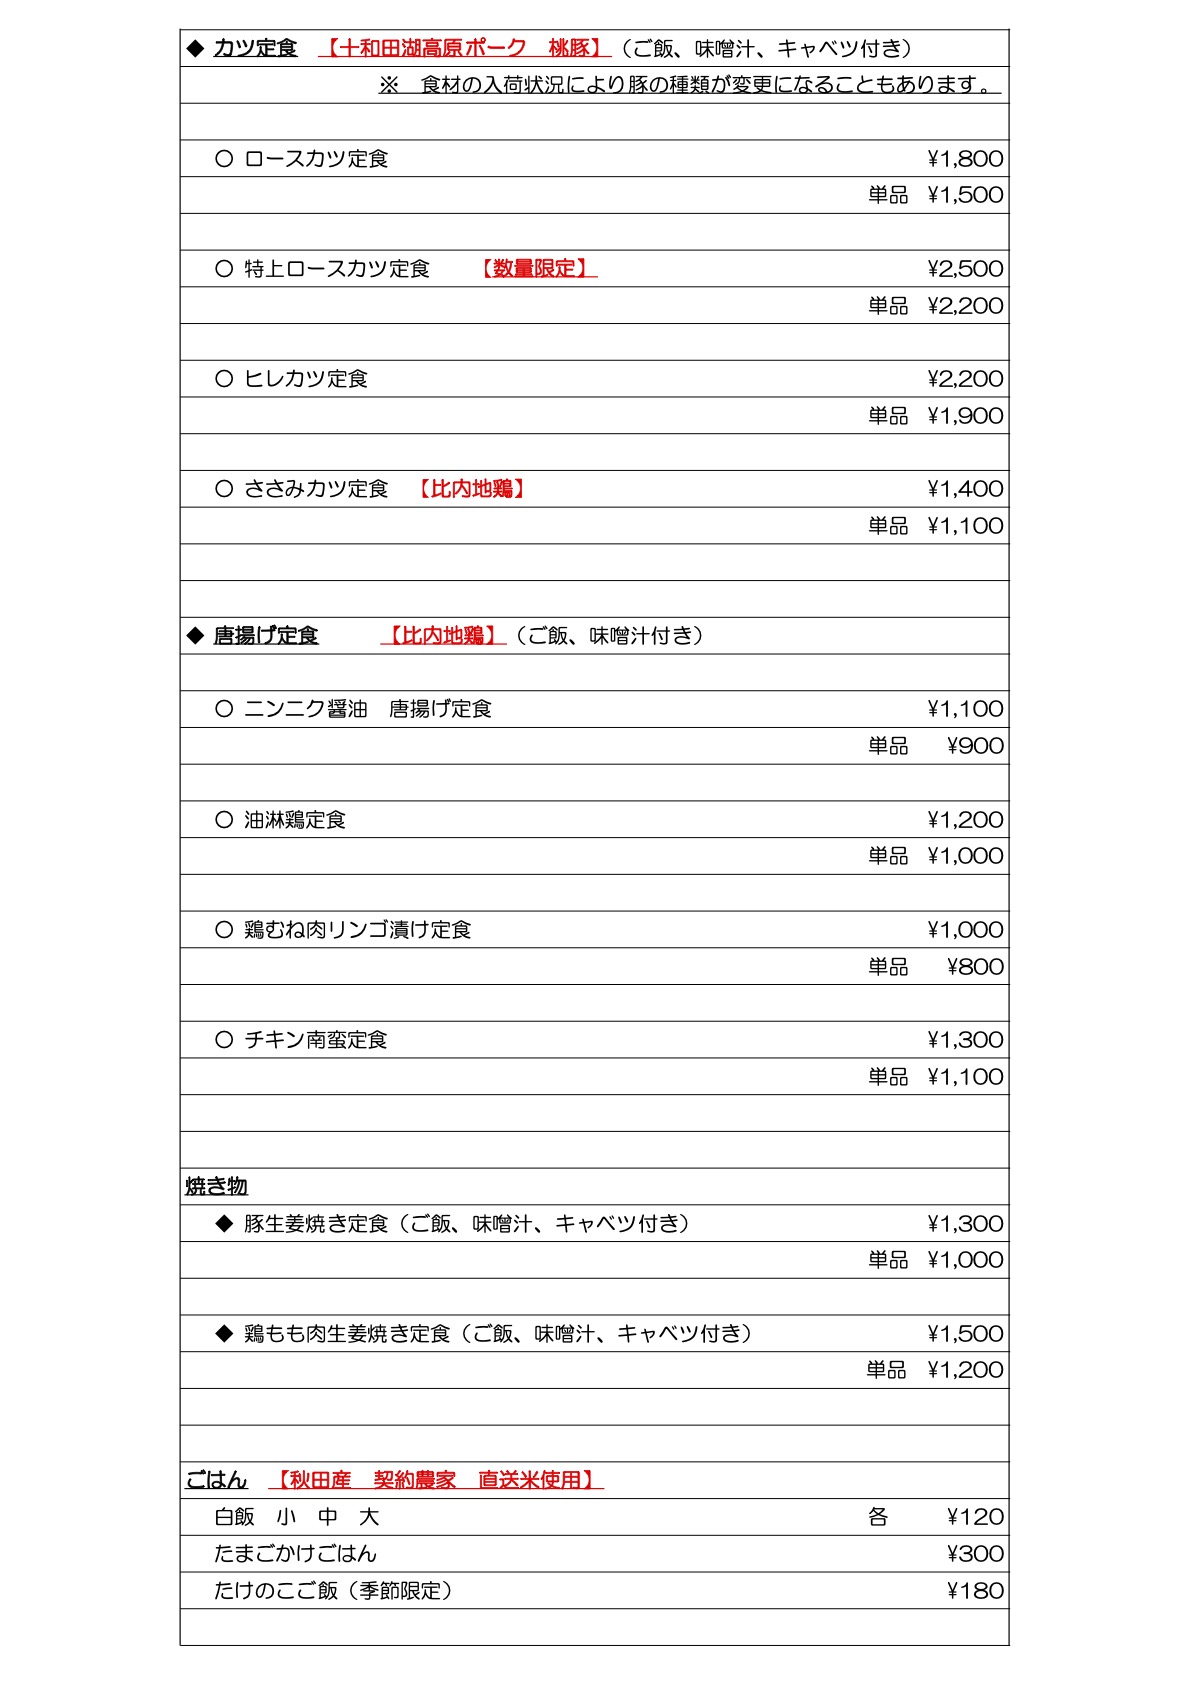 ◆ カツ定食　【十和田湖高原ポーク　桃豚】（ご飯、味噌汁、キャベツ付き）
※　食材の入荷状況により豚の種類が変更になることもあります。
○ ロースカツ定食 ¥1,800
単品 ¥1,500
○ 特上ロースカツ定食　【数量限定】 ¥2,500
単品 ¥2,200
○ ヒレカツ定食 ¥2,200
単品 ¥1,900
○ ささみカツ定食　【比内地鶏】 ¥1,400
単品 ¥1,100
◆ 唐揚げ定食　【比内地鶏】（ご飯、味噌汁付き）
○ ニンニク醤油　唐揚げ定食 ¥1,100
単品 ¥900
○ 油淋鶏定食 ¥1,200
単品 ¥1,000
○ 鶏むね肉リンゴ漬け定食 ¥1,000
単品 ¥800
○ チキン南蛮定食 ¥1,300
単品 ¥1,100
焼き物
◆ 豚生姜焼き定食（ご飯、味噌汁、キャベツ付き） ¥1,300
単品 ¥1,000
◆ 鶏もも肉生姜焼き定食（ご飯、味噌汁、キャベツ付き） ¥1,500
単品 ¥1,200
ごはん　【秋田産　契約農家　直送米使用】
白飯　小　中　大 各 ¥120
たまごかけごはん ¥300
たけのこご飯（季節限定） ¥180